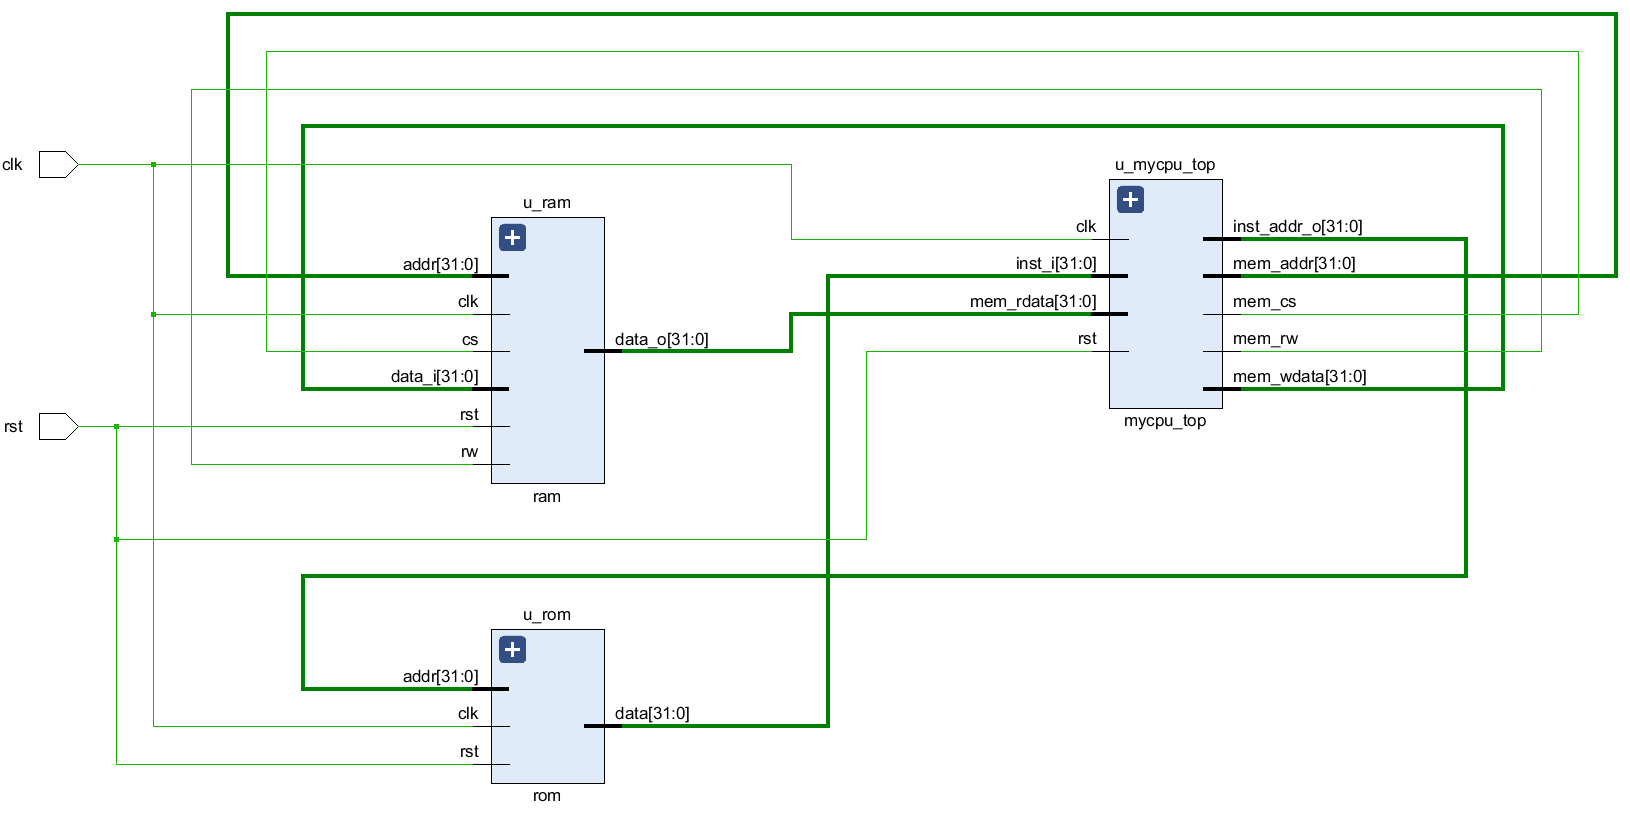 clk
rst
u_ram
addr[31:0]
clk
cs
data_i[31:0]
rst
rw
data_o[31:0]
ram
u_mycpu_top
clk
inst_i[31:0]
mem_rdata[31:0]
rst
inst_addr_o[31:0]
mem_addr[31:0]
mem_cs
mem_rw
mem_wdata[31:0]
mycpu_top
u_rom
addr[31:0]
clk
rst
data[31:0]
rom